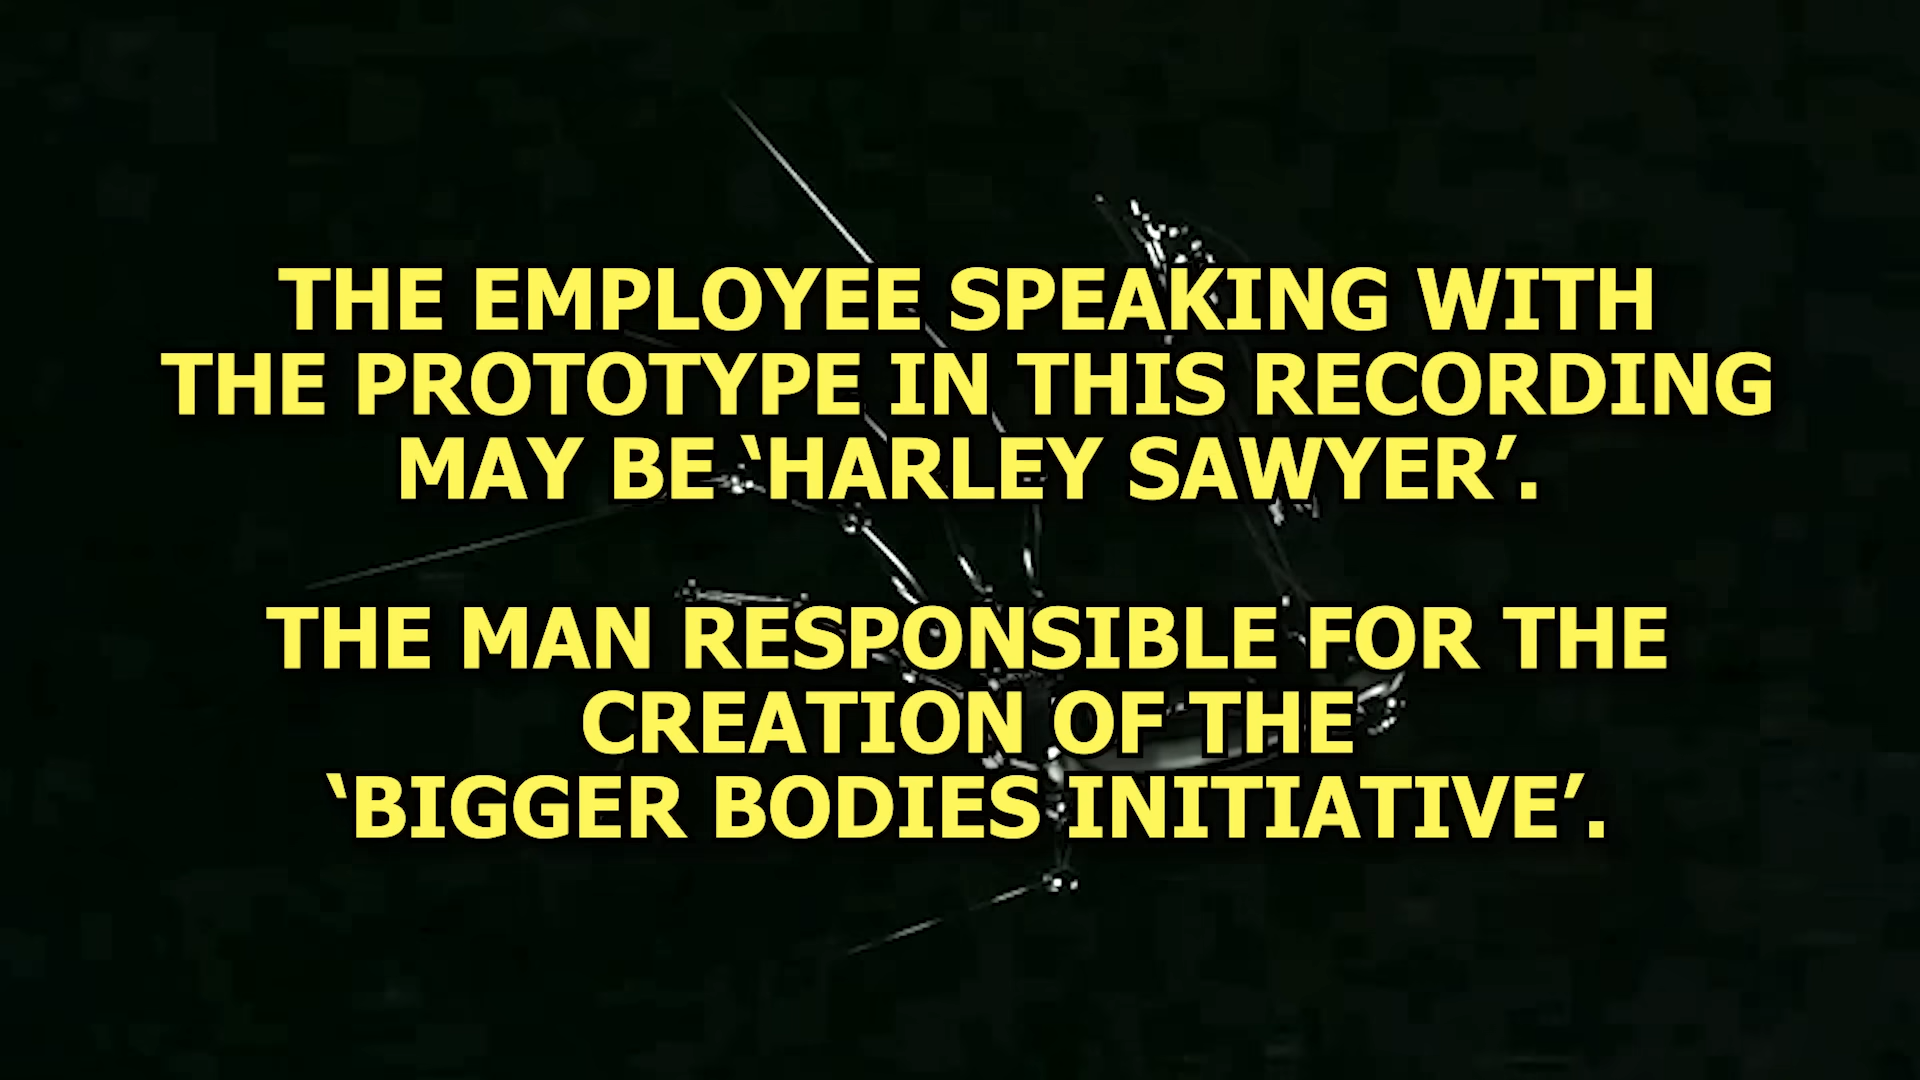 THE EMPLOYEE SPEAKING WITH
THE PROTOTYPE IN THIS RECORDING
MAY BE ‘HARLEY SAWYER’.
THE MAN RESPONSIBLE FOR THE
CREATION OF THE
‘BIGGER BODIES INITIATIVE’.